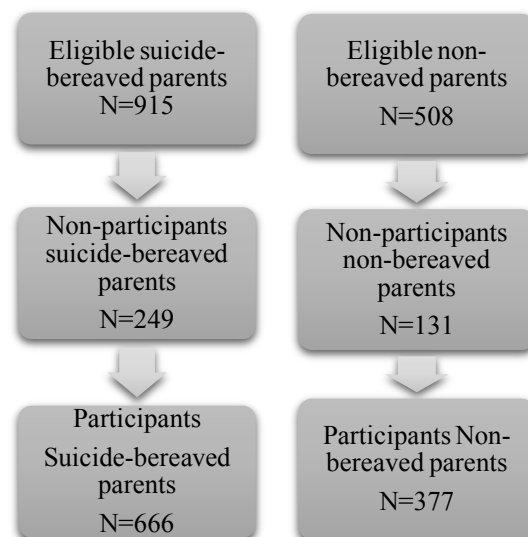 Eligible suicide-
bereaved parents
N=915
Eligible non-
bereaved parents
N=508
Non-participants
suicide-bereaved
parents
N=249
Non-participants
non-bereaved
parents
N=131
Participants
Suicide-bereaved
parents
N=666
Participants Non-
bereaved parents
N=377